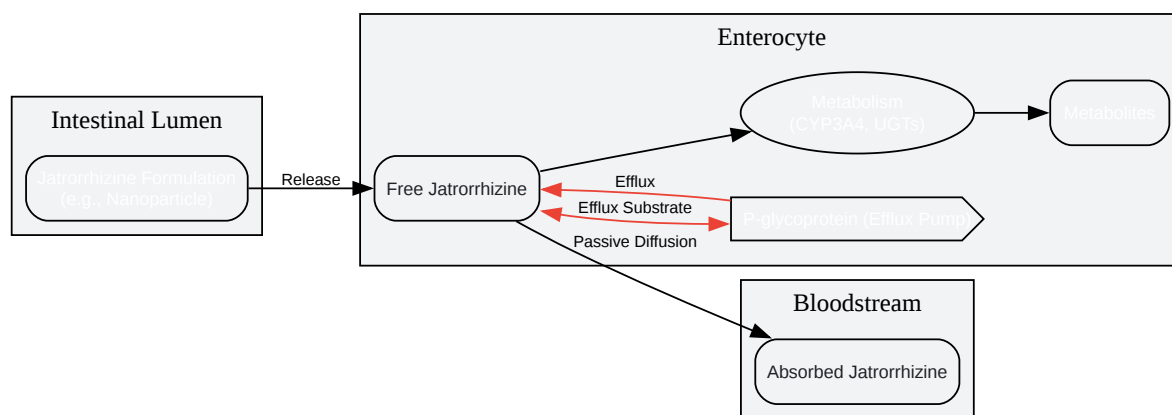 Enterocyte
Intestinal Lumen
Jatrorrhizine Formulation
(e.g., Nanoparticle)
Release
Free Jatrorrhizine
Metabolism
(CYP3A4, UGTs)
Metabolites
Efflux
Efflux Substrate
P-glycoprotein (Efflux Pump)
Passive Diffusion
Bloodstream
Absorbed Jatrorrhizine